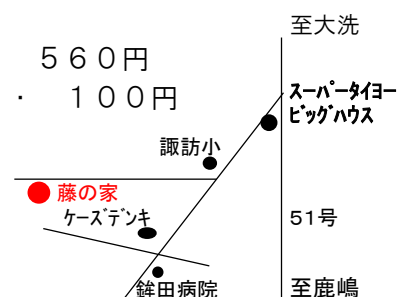 至大洗
５６０円
・　１００円
スーパータイヨー
ビッグハウス
諏訪小
藤の家
ケーズデンキ
51号
鉾田病院
至鹿嶋